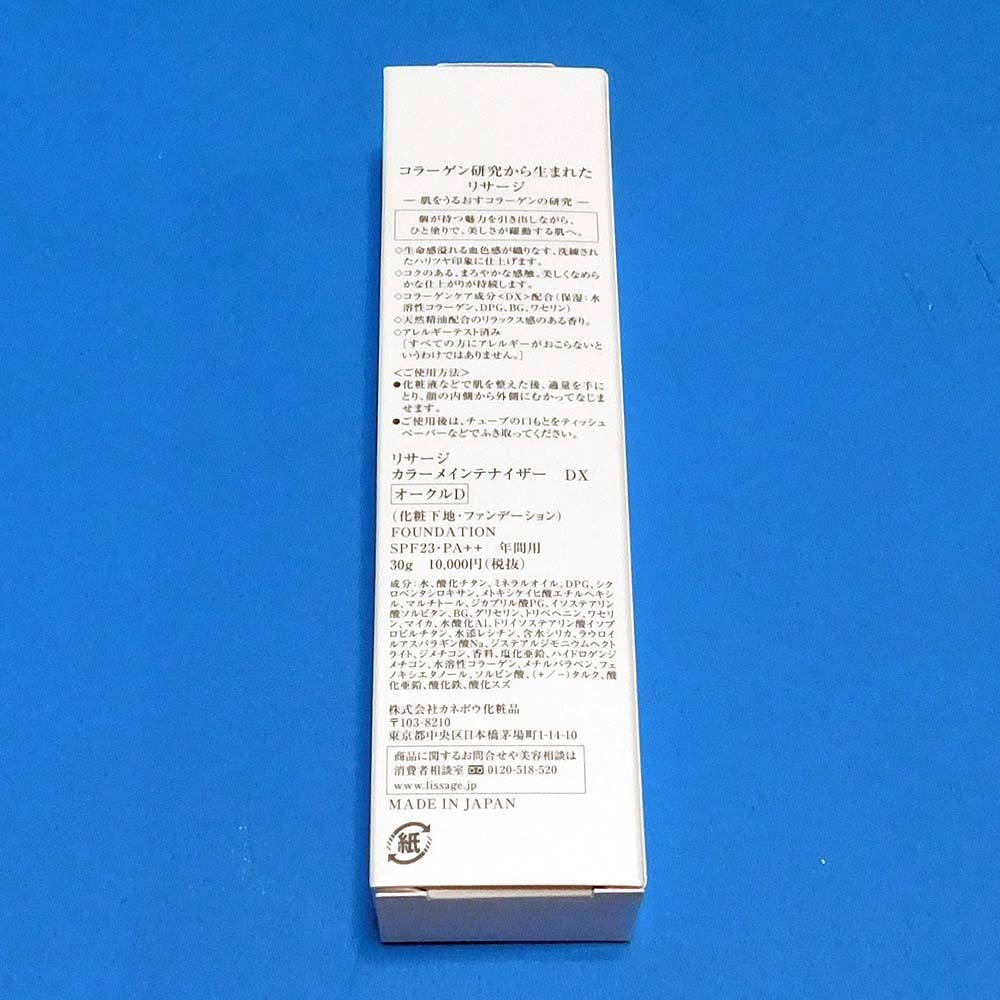 コラーゲン研究から生まれた
リサージ
― 肌をうるおすコラーゲンの研究 ―
個が持つ魅力を引き出しながら、
ひと塗りで、美しさが躍動する肌へ。
◇生命感溢れる血色感が織りなす、洗練さ
れたハリツヤ印象に仕上げます。
◇コクのある、まろやかな感触。美しくなめら
かな仕上がりが持続します。
◇コラーゲンケア成分<DX>配合(保湿:水
溶性コラーゲン、DPG、BG、ワセリン)
◇天然精油配合のリラックス感のある香り。
◇アレルギーテスト済み
[すべての方にアレルギーがおこらないと
いうわけではありません。]
<ご使用方法>
●化粧液などで肌を整えた後、適量を手に
とり、顔の内側から外側にむかってなじま
せます。
●ご使用後は、チューブの口もとをティッシュ
ペーパーなどでふき取ってください。
リサージ
カラーメインテナイザー DX
オークルD
(化粧下地・ファンデーション)
FOUNDATION
SPF23・PA++ 年間用
30g 10,000円(税抜)
成分:水、酸化チタン、ミネラルオイル、DPG、シク
ロペンタシロキサン、メトキシケイヒ酸エチルヘキシ
ル、マルチトール、ジカプリル酸PG、イソステアリン
酸ソルビタン、BG、グリセリン、トリベヘニン、ワセリ
ン、マイカ、水酸化Al、トリイソステアリン酸イソプ
ロピルチタン、水添レシチン、含水シリカ、ラウロイ
ルアスパラギン酸Na、ジステアルジモニウムヘクト
ライト、ジメチコン、香料、塩化亜鉛、ハイドロゲンジ
メチコン、水溶性コラーゲン、メチルパラベン、フェ
ノキシエタノール、ソルビン酸、(+/-)タルク、酸
化亜鉛、酸化鉄、酸化スズ
株式会社カネボウ化粧品
〒103-8210
東京都中央区日本橋茅場町1-14-10
商品に関するお問合せや美容相談は
消費者相談室 0120-518-520
www.lissage.jp
MADE IN JAPAN
紙